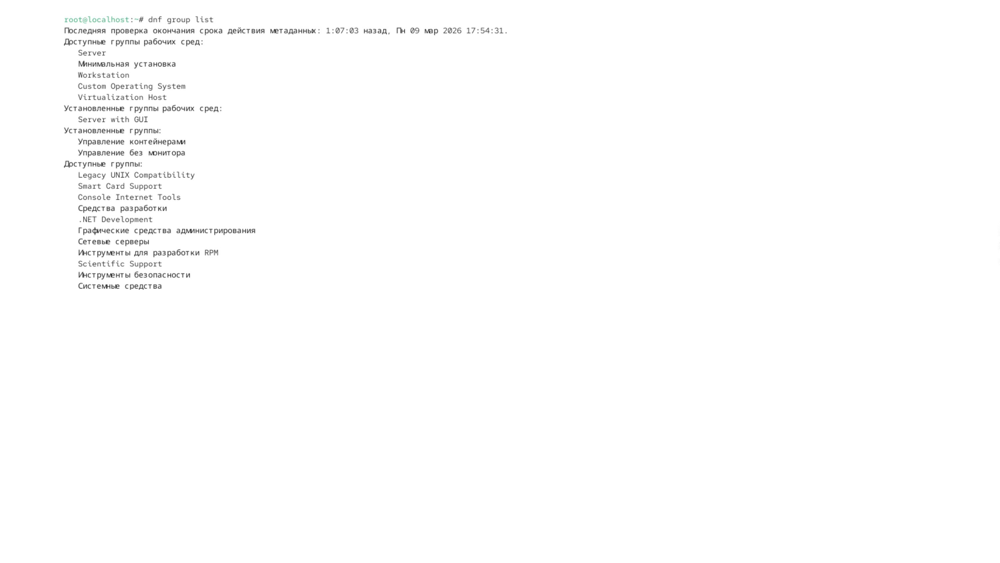 root@localhost:~# dnf group list
Последняя проверка окончания срока действия метаданных: 1:07:03 назад, Пн 09 мар 2026 17:54:31.
Доступные группы рабочих сред:
Server
Минимальная установка
Workstation
Custom Operating System
Virtualization Host
Установленные группы рабочих сред:
Server with GUI
Установленные группы:
Управление контейнерами
Управление без монитора
Доступные группы:
Legacy UNIX Compatibility
Smart Card Support
Console Internet Tools
Средства разработки
.NET Development
Графические средства администрирования
Сетевые серверы
Инструменты для разработки RPM
Scientific Support
Инструменты безопасности
Системные средства